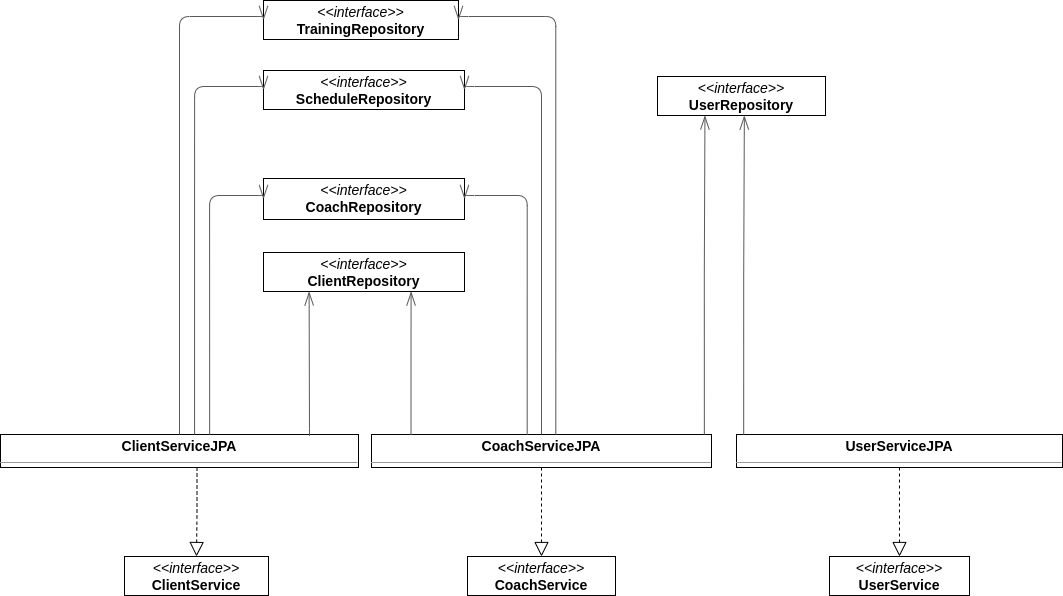 <<interface>>
TrainingRepository
<<interface>>
ScheduleRepository
<<interface>>
UserRepository
<<interface>>
CoachRepository
<<interface>>
ClientRepository
ClientServiceJPA
CoachServiceJPA
UserServiceJPA
<<interface>>
ClientService
<<interface>>
CoachService
<<interface>>
UserService